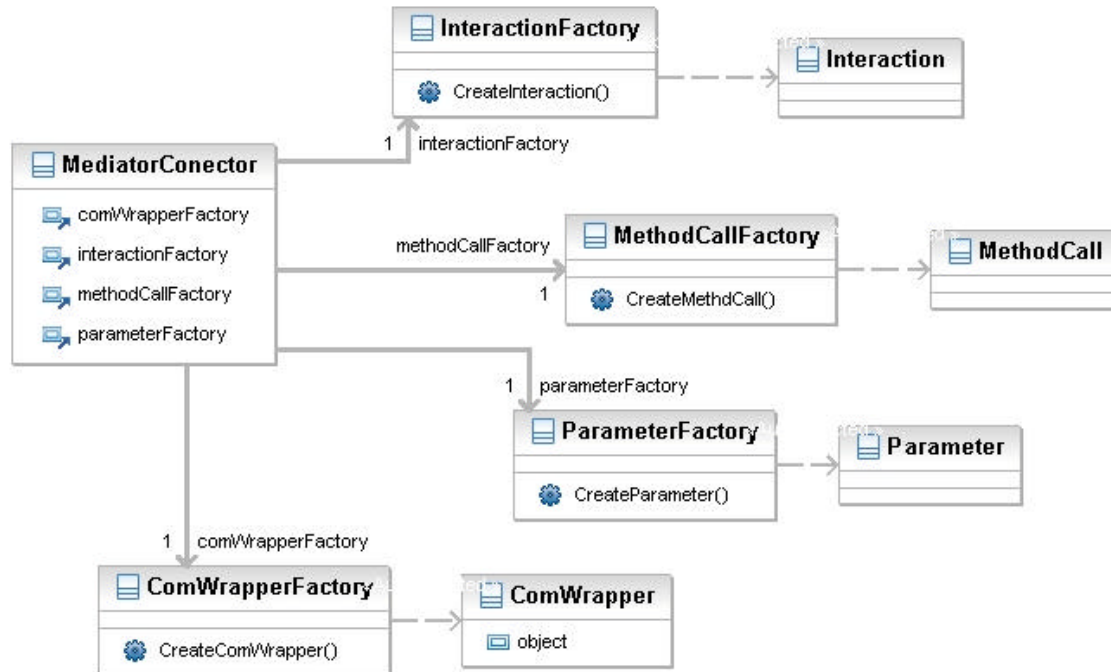 InteractionFactory
CreateInteraction()
Interaction
1 interactionFactory
MediatorConector
comWrapperFactory
interactionFactory
methodCallFactory
parameterFactory
methodCallFactory
1
MethodCallFactory
CreateMethdCall()
MethodCall
1 parameterFactory
ParameterFactory
CreateParameter()
Parameter
1 comWrapperFactory
ComWrapperFactory
CreateComWrapper()
ComWrapper
object